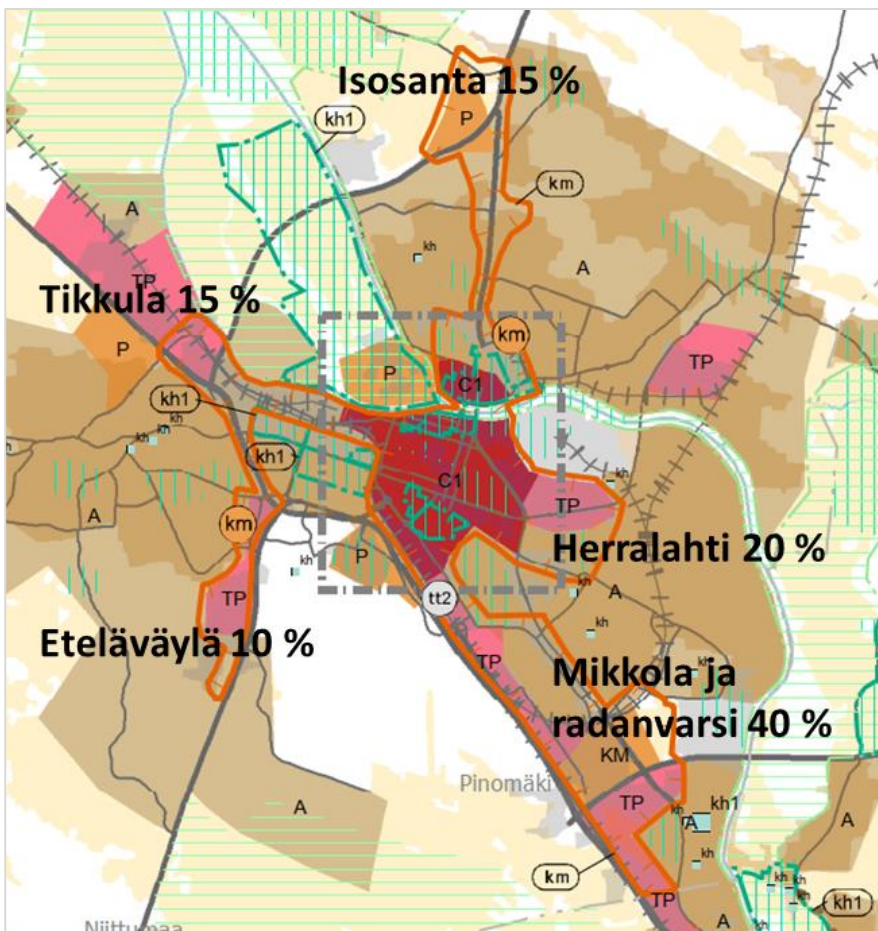 Isosanta 15 %
P
kh1
km
A
kh
A
TP
Tikkula 15 %
km
P
P
TP
C1
kh1
kh
kh
kh
kh1
kh
C1
TP
A
km
Herralahti 20 %
P
kh
kh
A
TP
tt2
Eteläväylä 10 %
kh
TP
Mikkola ja
radanvarsi 40 %
KM
Pinomäki
TP
kh1
A
kh
A
A
kh
km
kh
kh
kh
TP
kh1
A
Niittumaa